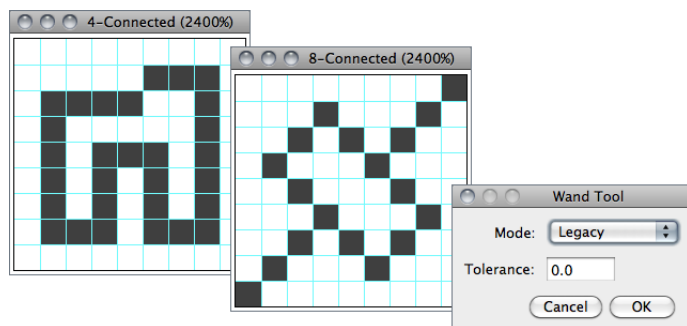 4-Connected (2400%)
8-Connected (2400%)
Wand Tool
Mode: Legacy
Tolerance: 0.0
Cancel OK